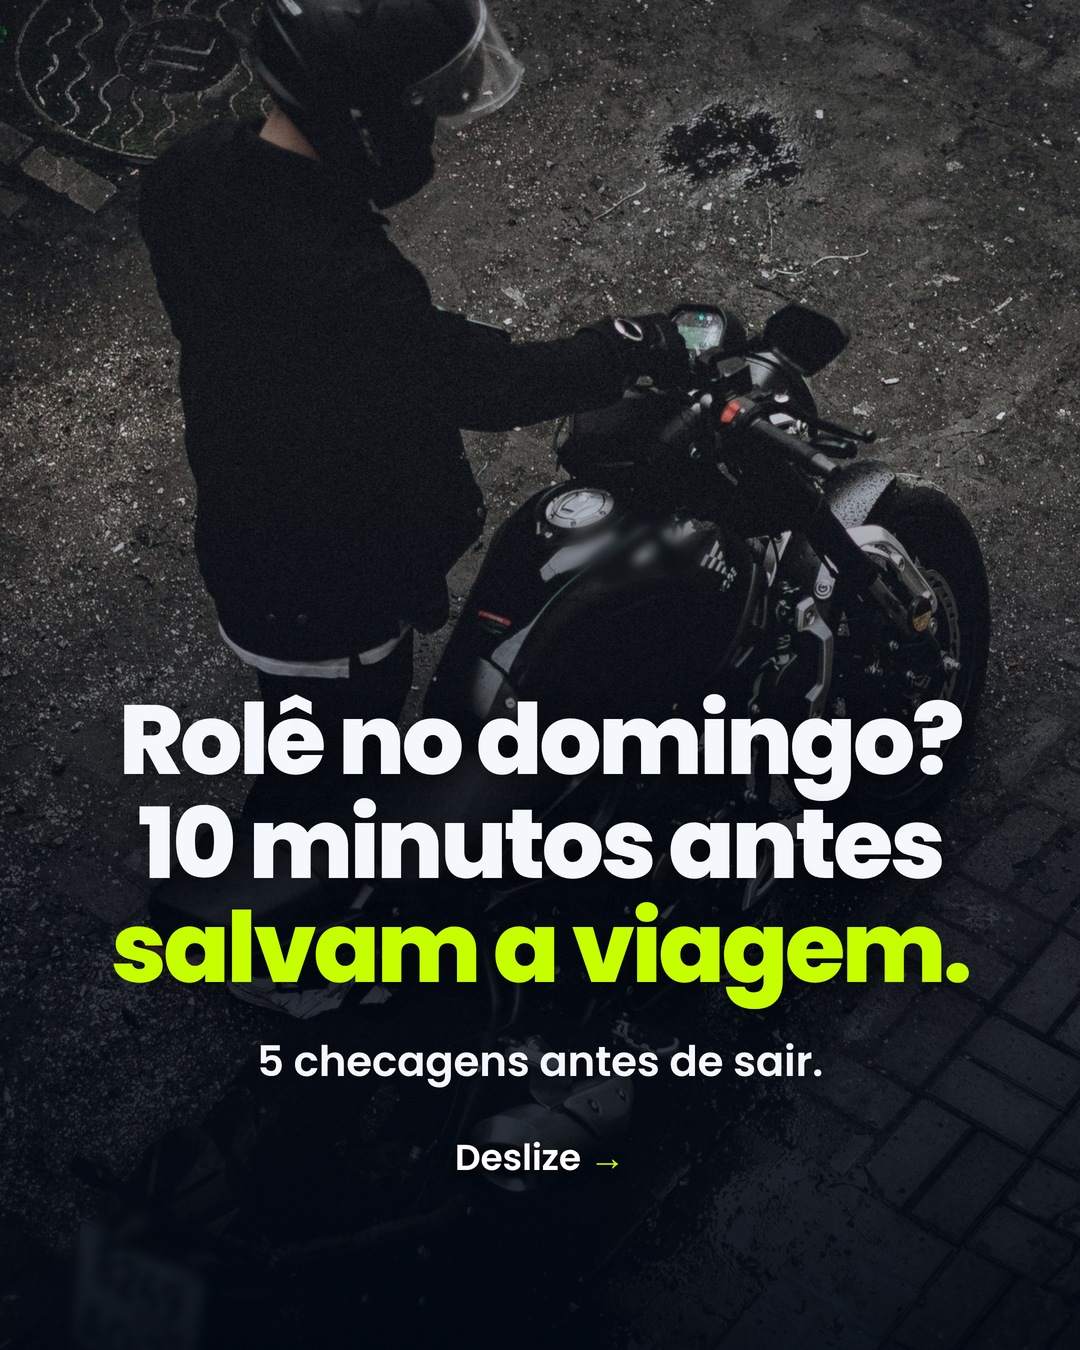 Rolê no domingo?
10 minutos antes
salvam a viagem.
5 checagens antes de sair.
Deslize →